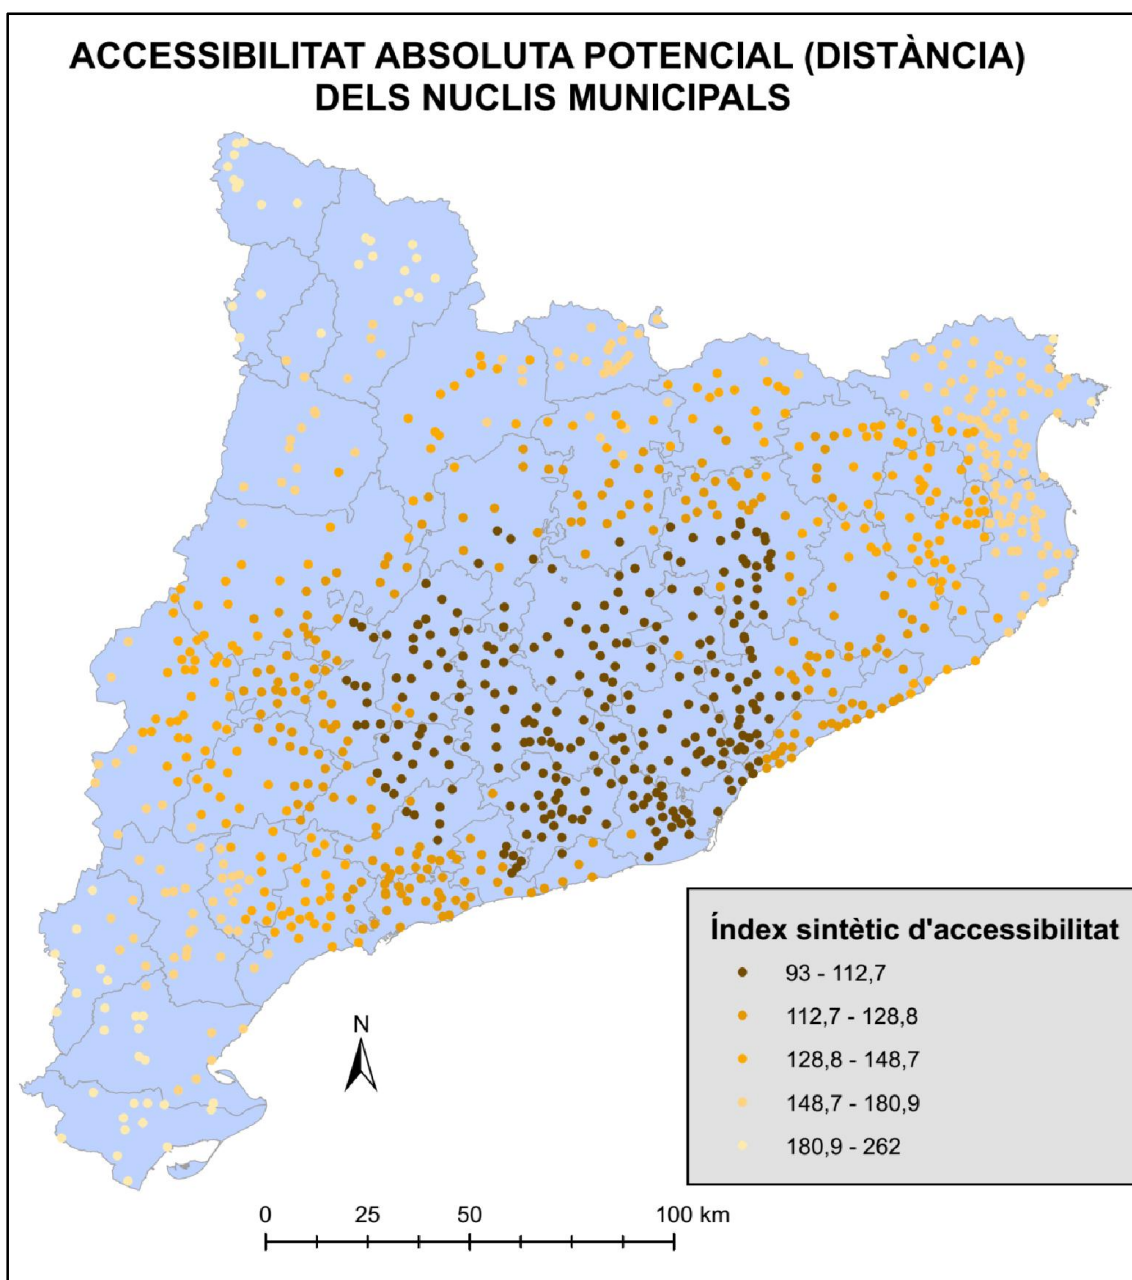 ACCESSIBILITAT ABSOLUTA POTENCIAL (DISTÀNCIA)
DELS NUCLIS MUNICIPALS
Índex sintètic d'accessibilitat
93 - 112,7
112,7 - 128,8
128,8 - 148,7
148,7 - 180,9
180,9 - 262
N
0 25 50 100 km